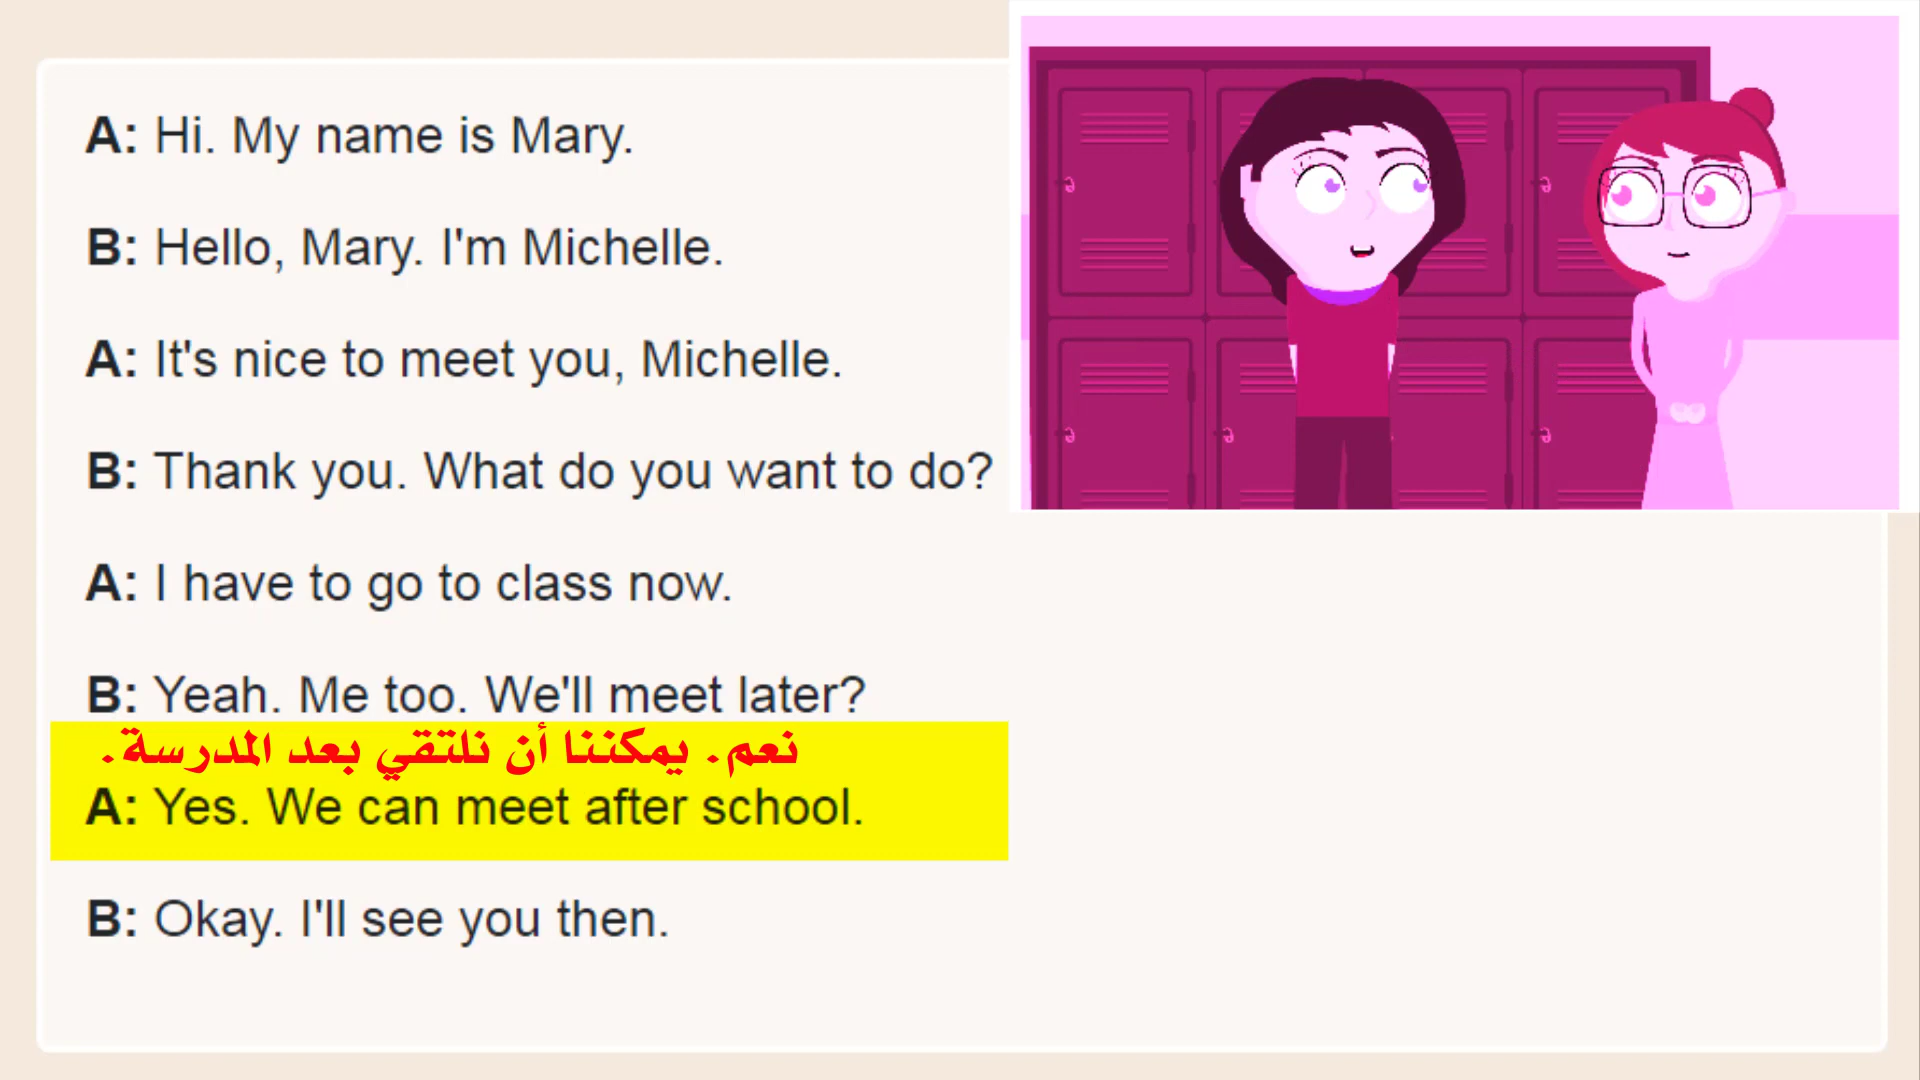 A: Hi. My name is Mary.
B: Hello, Mary. I'm Michelle.
A: It's nice to meet you, Michelle.
B: Thank you. What do you want to do?
A: I have to go to class now.
B: Yeah. Me too. We'll meet later?
نعم. يمكننا أن نلتقي بعد المدرسة.
A: Yes. We can meet after school.
B: Okay. I'll see you then.